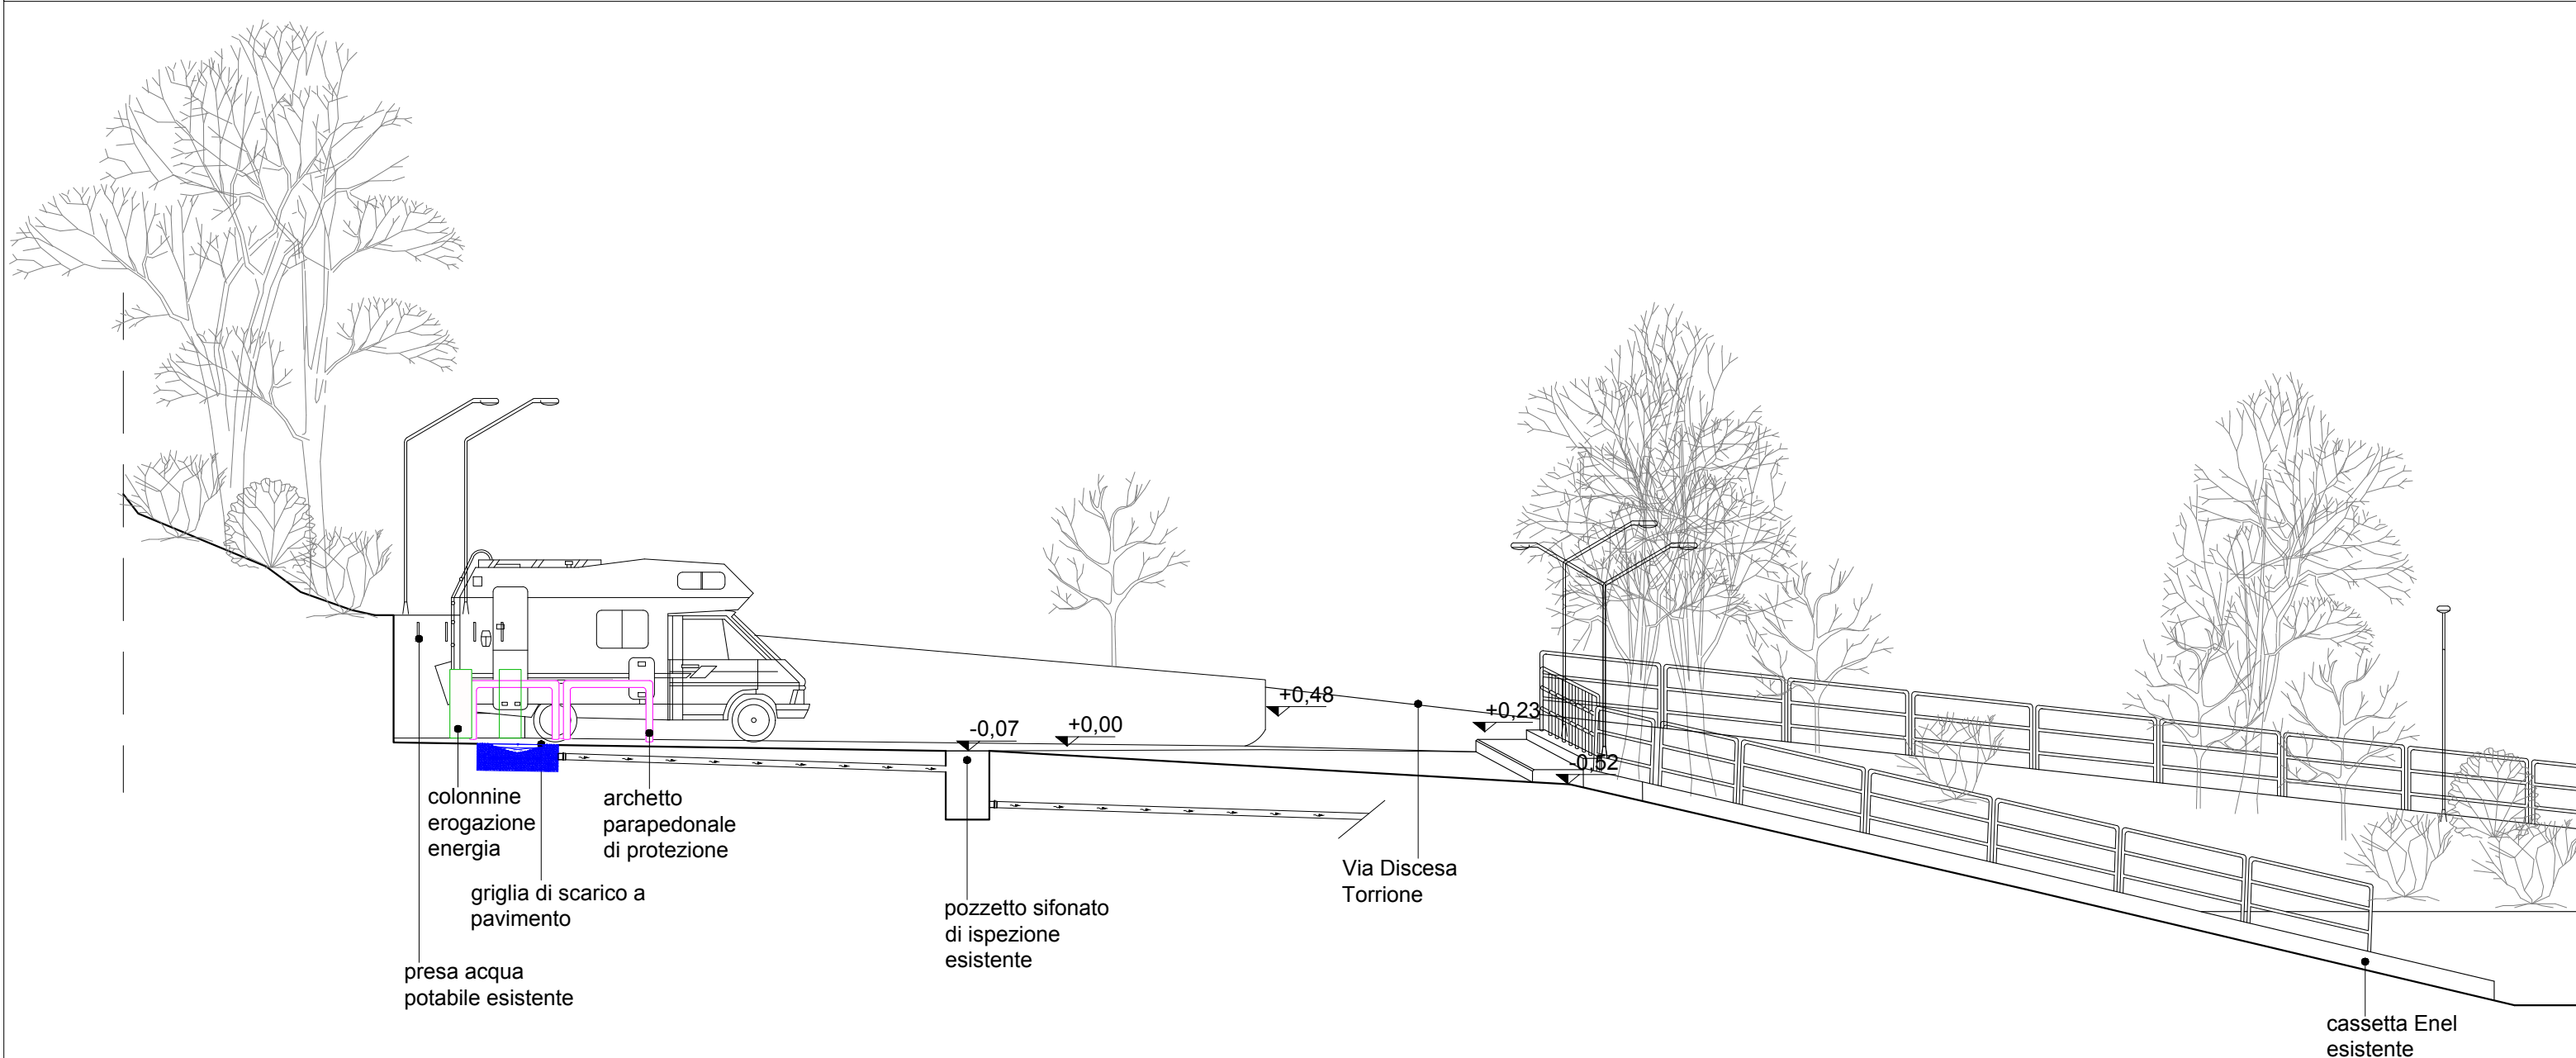 +0,48
+0,23
-0,07
+0,00
-0,52
colonnine
erogazione
energia
archetto
parapedonale
di protezione
griglia di scarico a
pavimento
presa acqua
potabile esistente
pozzetto sifonato
di ispezione
esistente
Via Discesa
Torrione
cassetta Enel
esistente